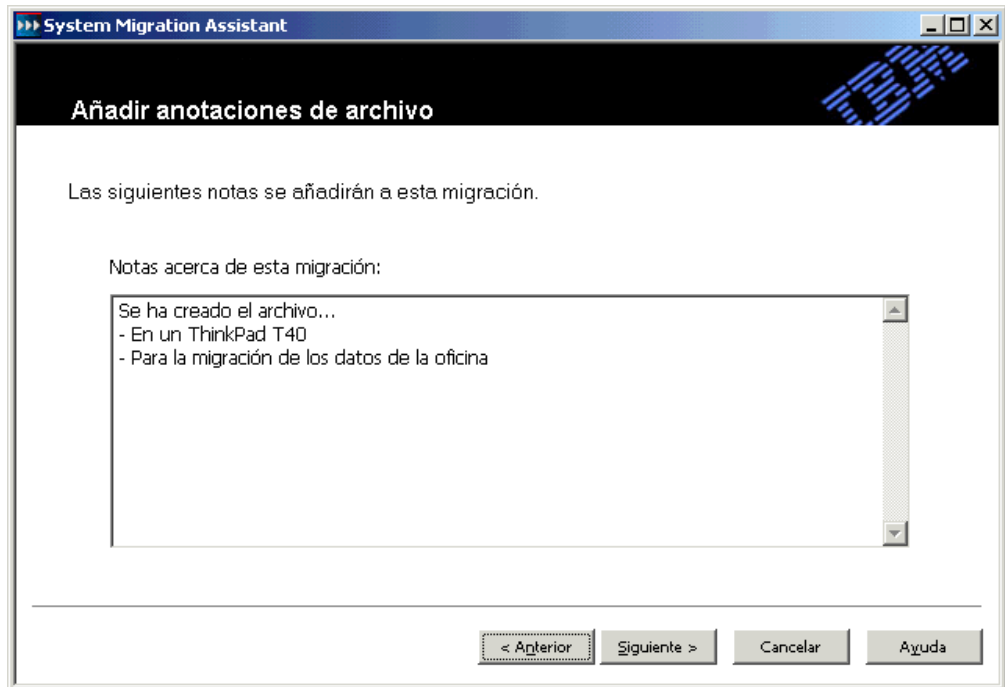 System Migration Assistant
IBM
Añadir anotaciones de archivo
Las siguientes notas se añadirán a esta migración.
Notas acerca de esta migración:
Se ha creado el archivo...
- En un ThinkPad T40
- Para la migración de los datos de la oficina
< Anterior
Siguiente >
Cancelar
Ayuda